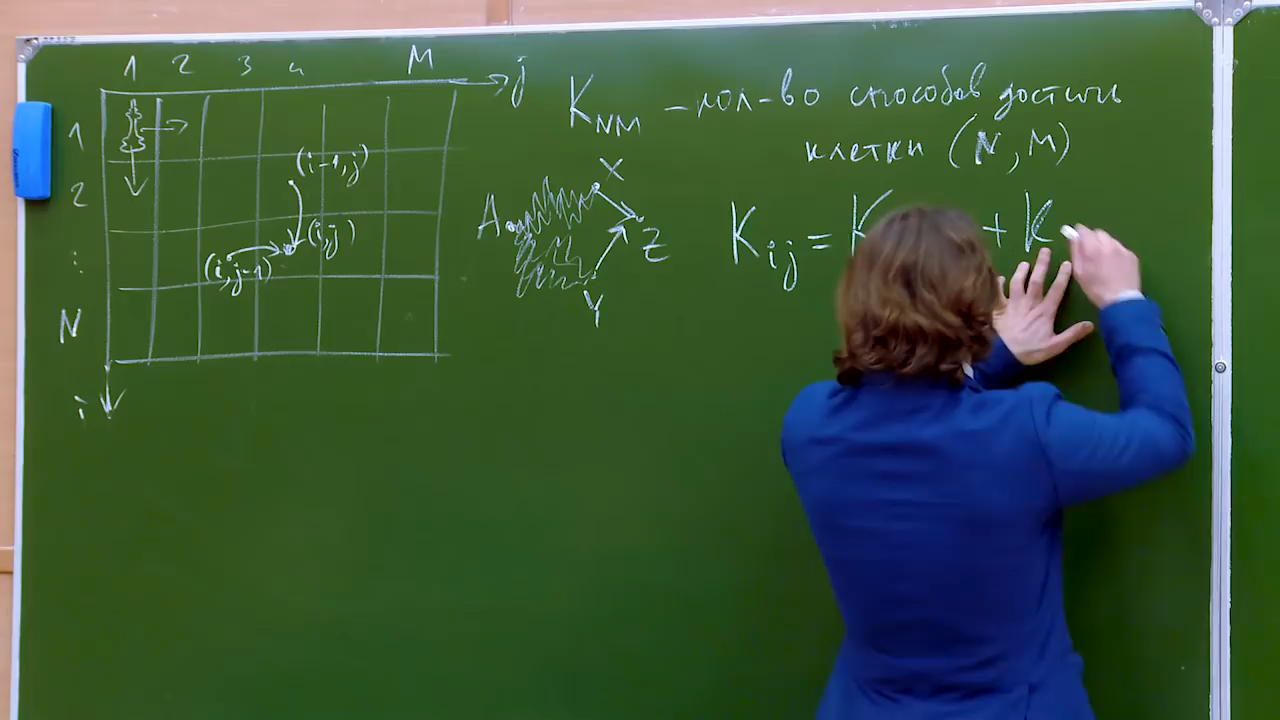 1 2 3 4 M j
1
2
:
N
i
(i-1,j)
(i,j)
(i,j-1)
A X Z Y
K_NM - кол-во способов достичь
клетки (N,M)
K_ij = K + K